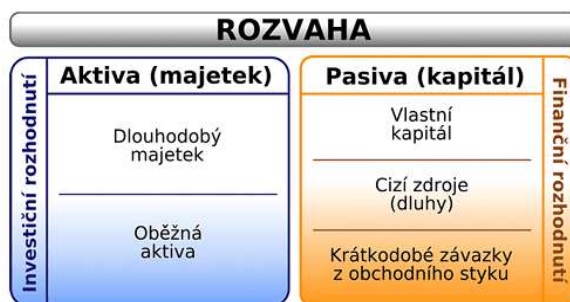 ROZVAHA
Investiční rozhodnutí
Aktiva (majetek)
Dlouhodobý
majetek
Oběžná
aktiva
Pasiva (kapitál)
Vlastní
kapitál
Cizí zdroje
(dluhy)
Krátkodobé závazky
z obchodního styku
Finanční rozhodnutí